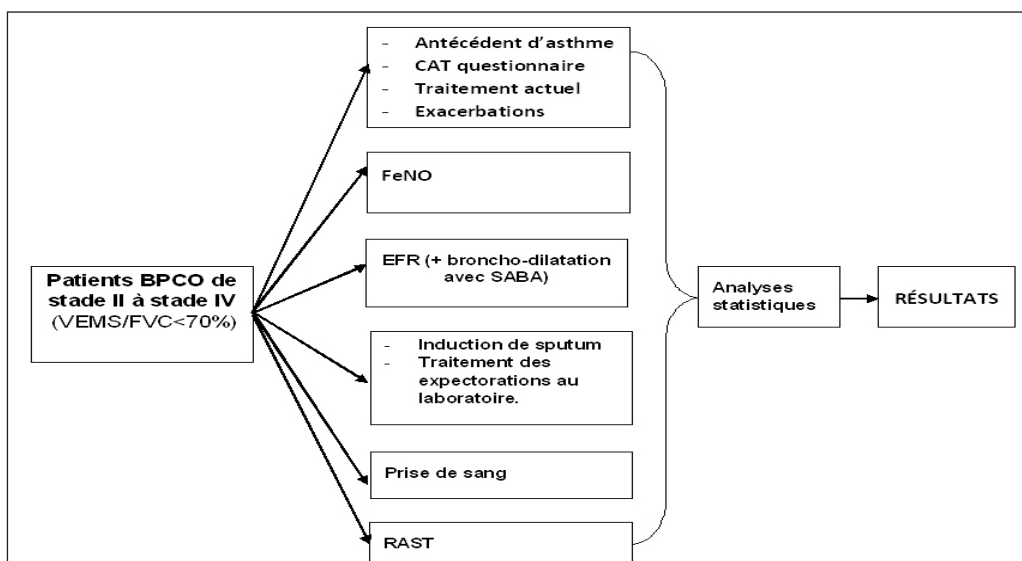 - Antécédent d'asthme
- CAT questionnaire
- Traitement actuel
- Exacerbations
FeNO
EFR (+ broncho-dilatation
avec SABA)
Patients BPCO de
stade II à stade IV
(VEMS/FVC<70%)
- Induction de sputum
- Traitement des
expectorations au
laboratoire.
Prise de sang
RAST
Analyses
statistiques
RÉSULTATS